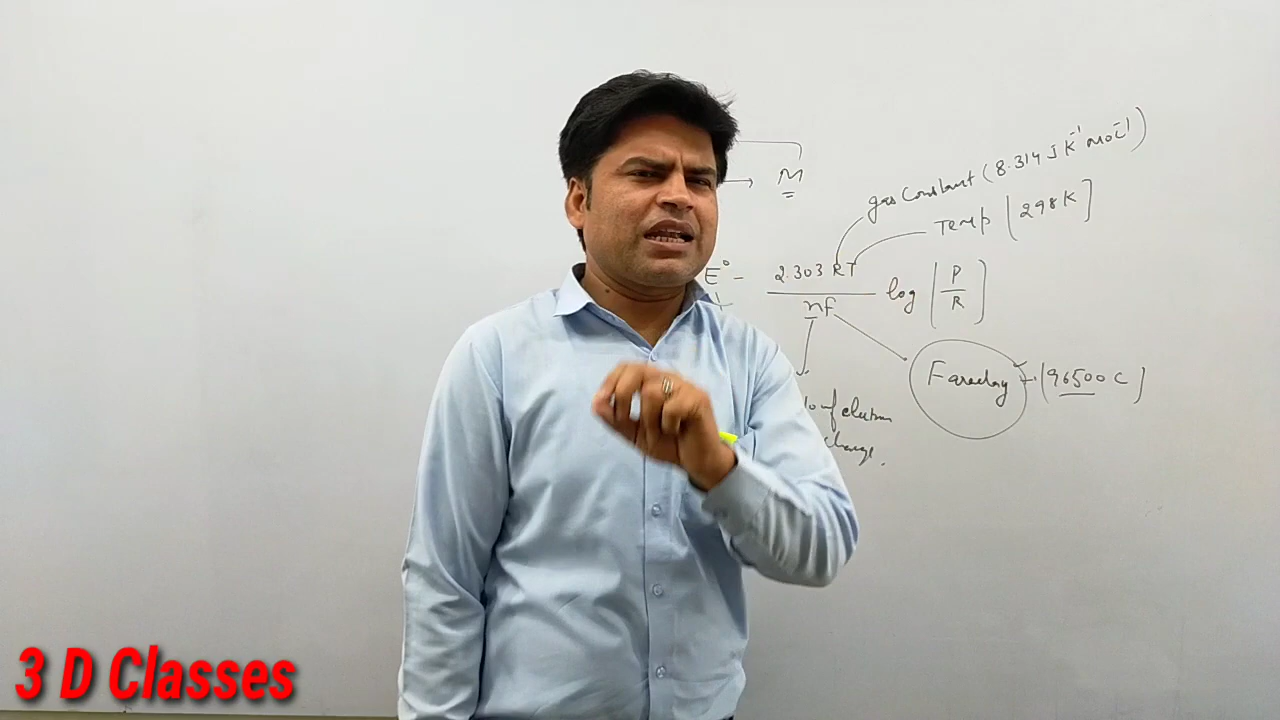 M
gas Constant (8.314 J K⁻¹ mol⁻¹)
Temp [298K]
E° - 2.303 RT / nf log [P/R]
Faraday → (96500 C)
of electron
change.
3 D Classes